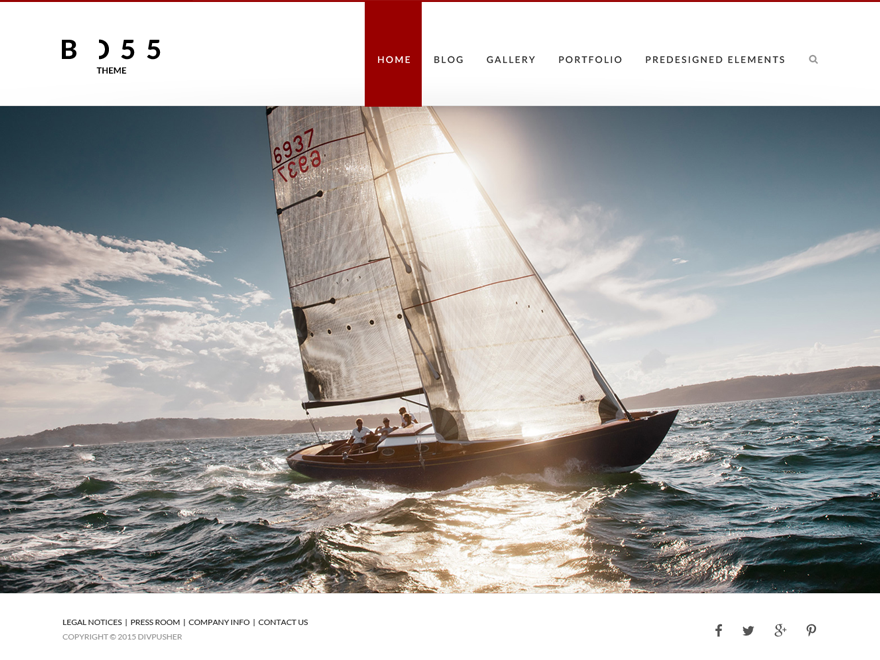 B O 5 5
THEME
HOME BLOG GALLERY PORTFOLIO PREDESIGNED ELEMENTS
6937
6937
LEGAL NOTICES | PRESS ROOM | COMPANY INFO | CONTACT US
COPYRIGHT © 2015 DIVPUSHER